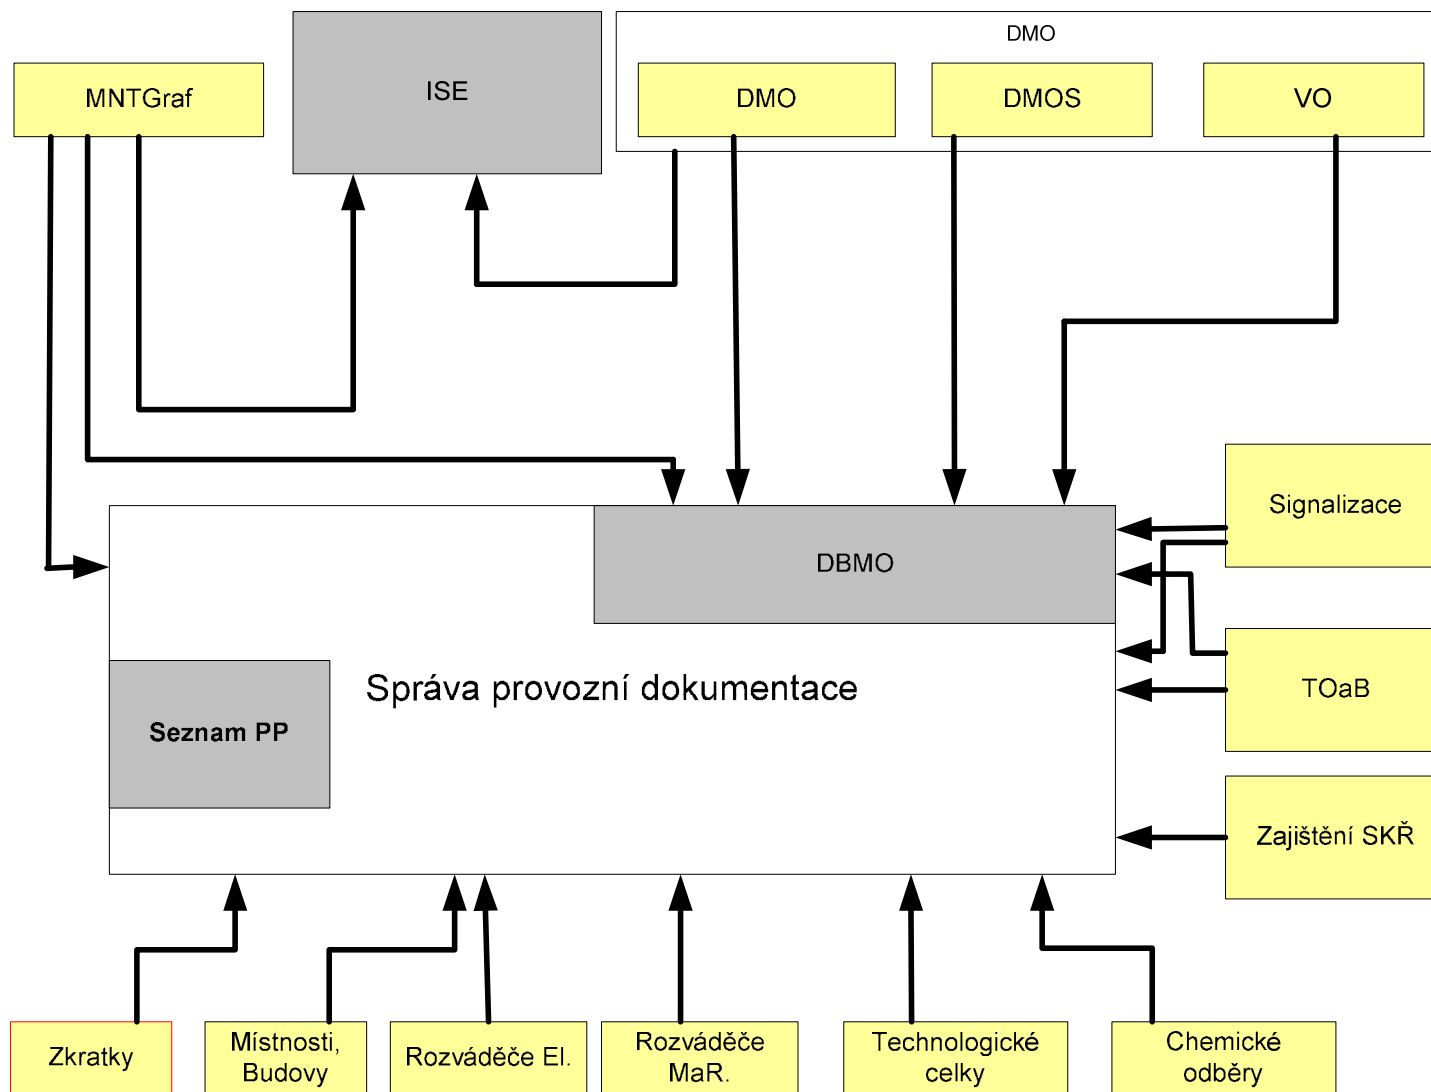 DMO
MNTGraf
ISE
DMO
DMOS
VO
Signalizace
DBMO
Správa provozní dokumentace
TOaB
Seznam PP
Zajištění SKŘ
Zkratky
Místnosti,
Budovy
Rozváděče El.
Rozváděče
MaR.
Technologické
celky
Chemické
odběry